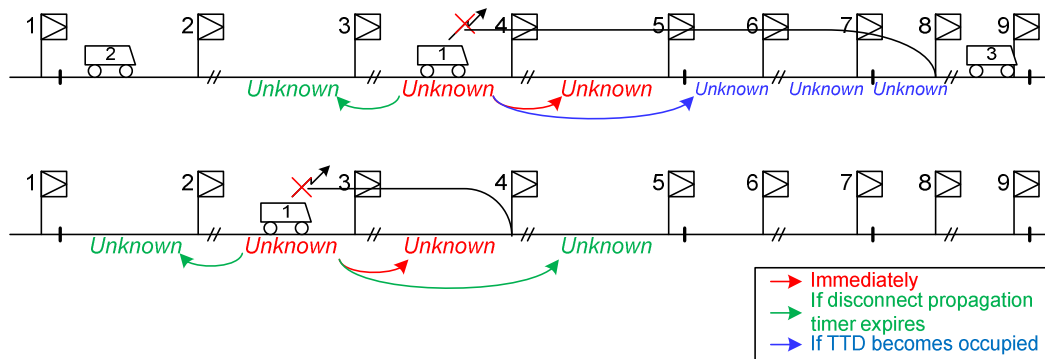 1 2 3 4 5 6 7 8 9
2 1 3
Unknown Unknown Unknown Unknown Unknown Unknown
1 2 3 4 5 6 7 8 9
1
Unknown Unknown Unknown Unknown
Immediately
If disconnect propagation
timer expires
If TTD becomes occupied